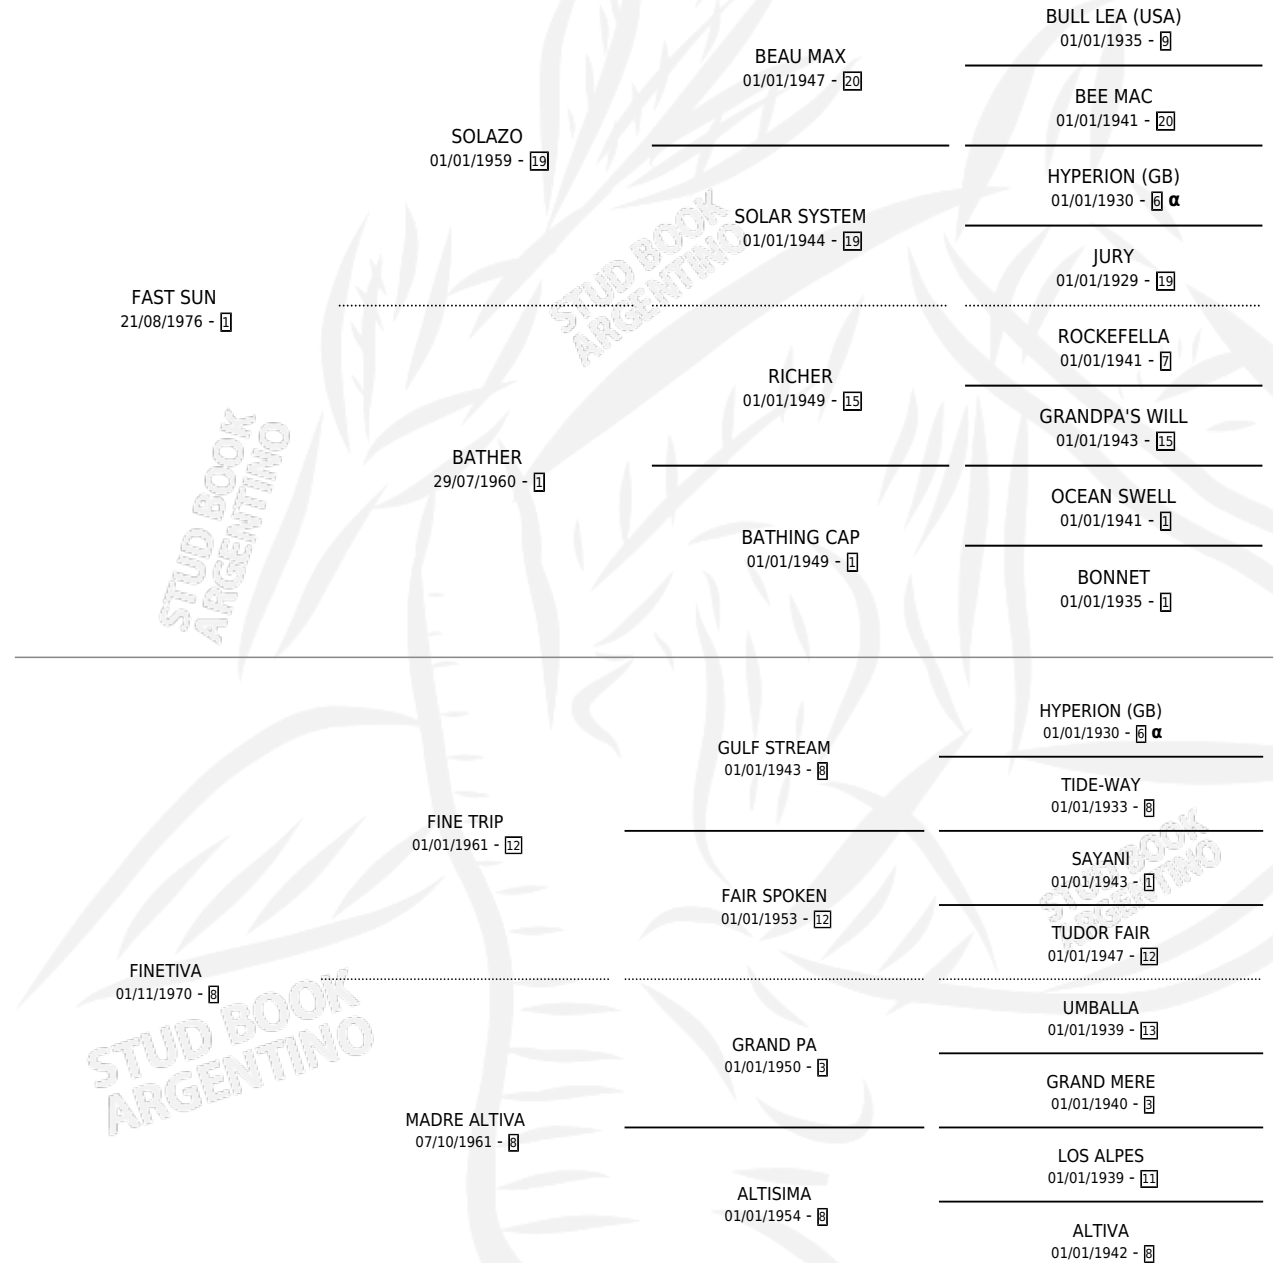 BULL LEA (USA)
01/01/1935 - 9
BEAU MAX
01/01/1947 - 20
BEE MAC
01/01/1941 - 20
SOLAZO
01/01/1959 - 19
HYPERION (GB)
01/01/1930 - 6 α
SOLAR SYSTEM
01/01/1944 - 19
JURY
01/01/1929 - 19
FAST SUN
21/08/1976 - 1
ROCKEFELLA
01/01/1941 - 7
RICHER
01/01/1949 - 15
GRANDPA'S WILL
01/01/1943 - 15
BATHER
29/07/1960 - 1
OCEAN SWELL
01/01/1941 - 1
BATHING CAP
01/01/1949 - 1
BONNET
01/01/1935 - 1
HYPERION (GB)
01/01/1930 - 6 α
GULF STREAM
01/01/1943 - 8
TIDE-WAY
01/01/1933 - 8
FINE TRIP
01/01/1961 - 12
SAYANI
01/01/1943 - 1
FAIR SPOKEN
01/01/1953 - 12
TUDOR FAIR
01/01/1947 - 12
FINETIVA
01/11/1970 - 8
UMBALLA
01/01/1939 - 13
GRAND PA
01/01/1950 - 3
GRAND MERE
01/01/1940 - 3
MADRE ALTIVA
07/10/1961 - 8
LOS ALPES
01/01/1939 - 11
ALTISIMA
01/01/1954 - 8
ALTIVA
01/01/1942 - 8
STUD BOOK
ARGENTINO
STUD BOOK
ARGENTINO
STUD BOOK
ARGENTINO
STUD BOOK
ARGENTINO